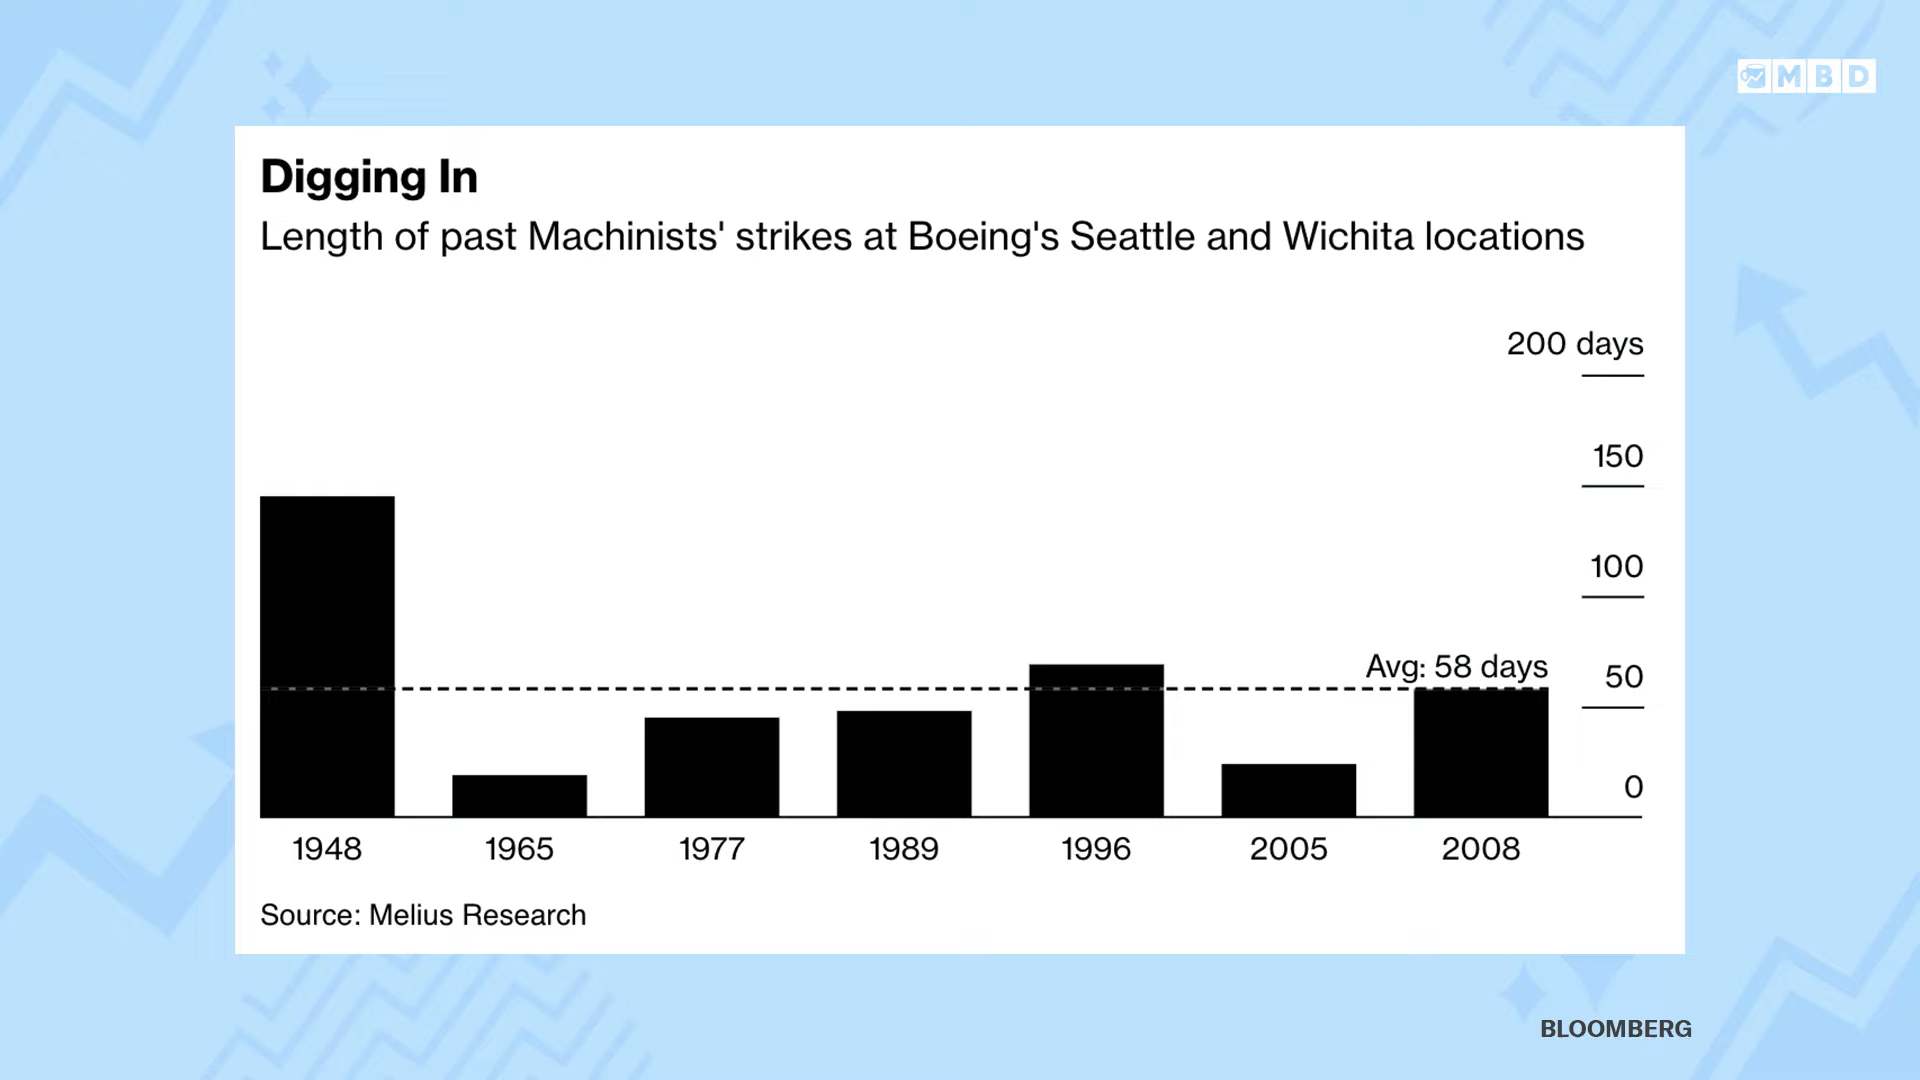 MBD
Digging In
Length of past Machinists' strikes at Boeing's Seattle and Wichita locations
200 days
150
100
Avg: 58 days
50
0
1948 1965 1977 1989 1996 2005 2008
Source: Melius Research
BLOOMBERG